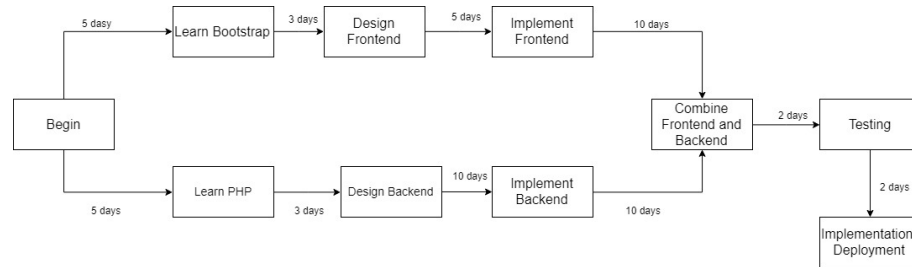 5 dasy
Learn Bootstrap
3 days
Design
Frontend
5 days
Implement
Frontend
10 days
Begin
Combine
Frontend and
Backend
2 days
Testing
5 days
Learn PHP
3 days
Design Backend
10 days
Implement
Backend
10 days
2 days
Implementation
Deployment